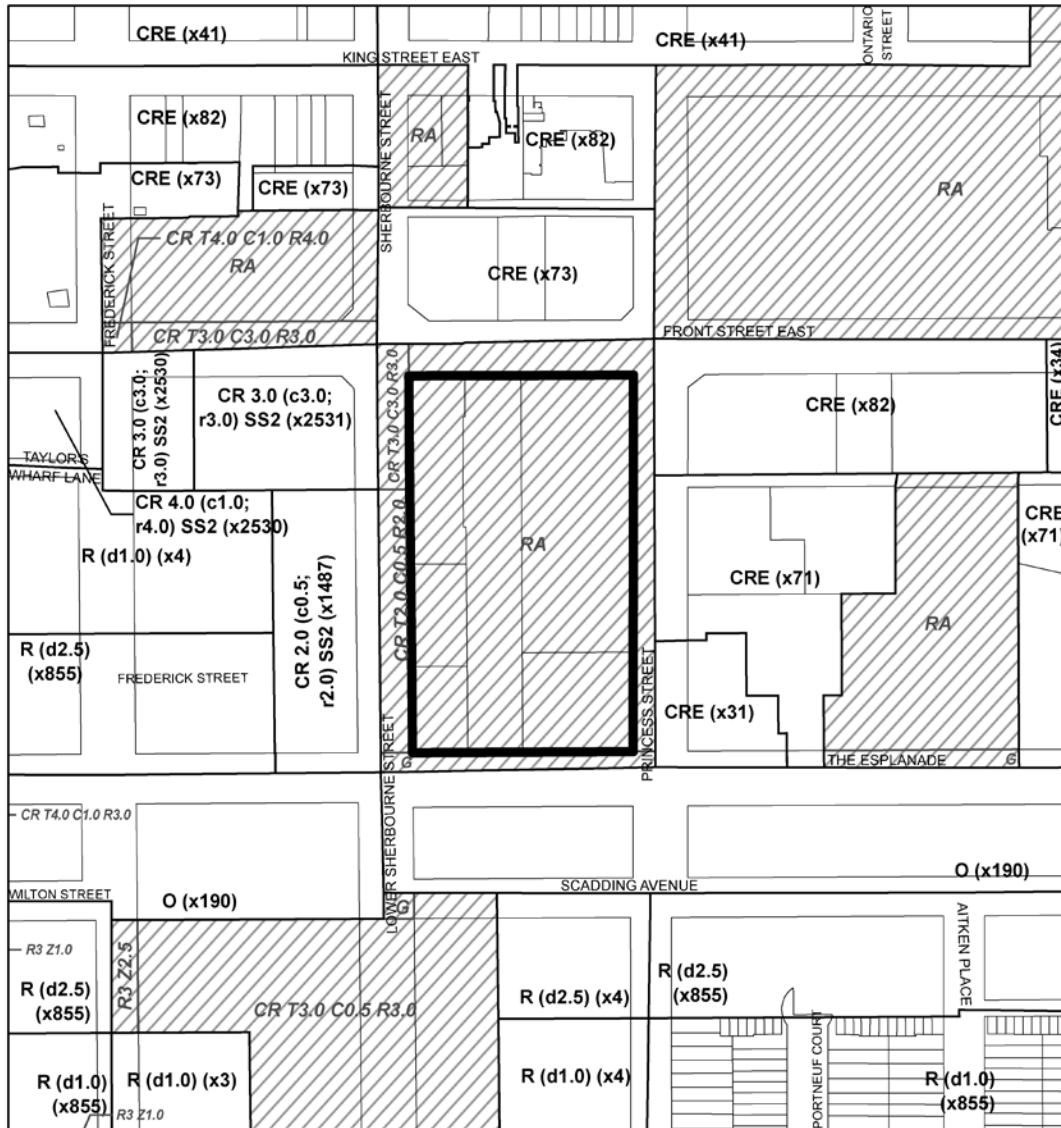 CRE (x41)
CRE (x41)
ONTARIO
STREET
KING STREET EAST
CRE (x82)
SHERBOURNE STREET
RA
CRE (x82)
RA
CRE (x73)
CRE (x73)
FREDERICK STREET
CR T4.0 C1.0 R4.0
RA
CRE (x73)
CR T3.0 C3.0 R3.0
FRONT STREET EAST
CR 3.0 (c3.0;
r3.0) SS2 (x2530)
CR 3.0 (c3.0;
r3.0) SS2 (x2531)
CR T3.0 C3.0 R3.0
CRE (x82)
CRE (x34)
TAYLOR'S
WHARF LANE
CR 4.0 (c1.0;
r4.0) SS2 (x2530)
R (d1.0) (x4)
CR 2.0 (c0.5;
r2.0) SS2 (x1487)
CR T2.0 C0.5 R2.0
RA
CRE (x71)
CRE
(x71)
RA
R (d2.5)
(x855)
FREDERICK STREET
PRINCESS STREET
CRE (x31)
G
THE ESPLANADE
G
LOWER SHERBOURNE STREET
CR T4.0 C1.0 R3.0
O (x190)
WILTON STREET
SCADDING AVENUE
O (x190)
G
R3 Z1.0
R3 Z2.5
R (d2.5)
(x855)
CR T3.0 C0.5 R3.0
R (d2.5) (x4)
R (d2.5)
(x855)
AITKEN PLACE
PORTNEUF COURT
R (d1.0)
(x855)
R (d1.0) (x3)
R3 Z1.0
R (d1.0) (x4)
R (d1.0)
(x855)